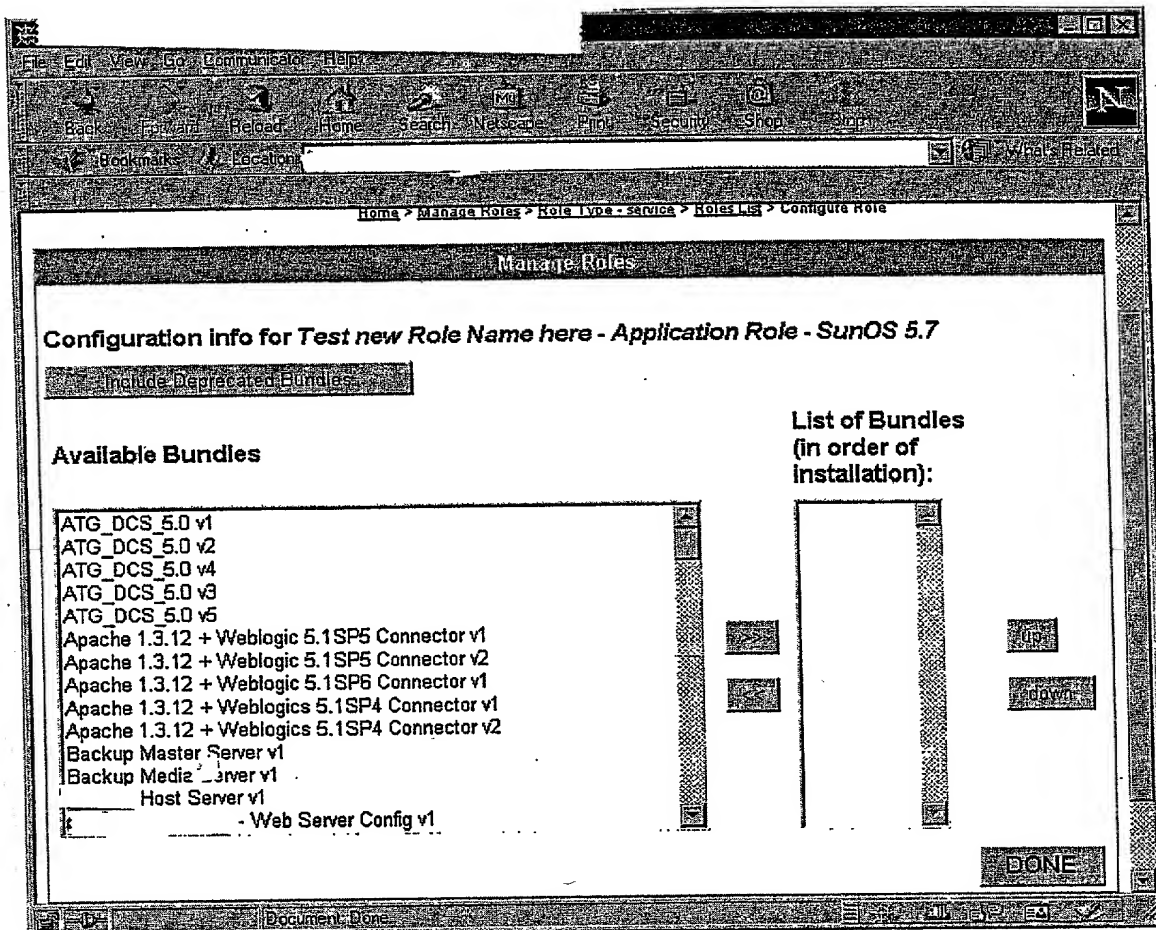 File Edit View Go Communicator Help
Back Forward Reload Home Search Netscape Print Security Shop Stop
Bookmarks Location What's Related
Home > Manage Roles > Role Type - service > Roles List > Configure Role
Manage Roles
Configuration info for Test new Role Name here - Application Role - SunOS 5.7
Include Deprecated Bundles
Available Bundles
List of Bundles
(in order of
installation):
ATG_DCS_5.0 v1
ATG_DCS_5.0 v2
ATG_DCS_5.0 v4
ATG_DCS_5.0 v3
ATG_DCS_5.0 v5
Apache 1.3.12 + Weblogic 5.1SP5 Connector v1
Apache 1.3.12 + Weblogic 5.1SP5 Connector v2
Apache 1.3.12 + Weblogic 5.1SP6 Connector v1
Apache 1.3.12 + Weblogics 5.1SP4 Connector v1
Apache 1.3.12 + Weblogics 5.1SP4 Connector v2
Backup Master Server v1
Backup Media Server v1
Host Server v1
- Web Server Config v1
>>
<<
up
down
DONE
Document: Done